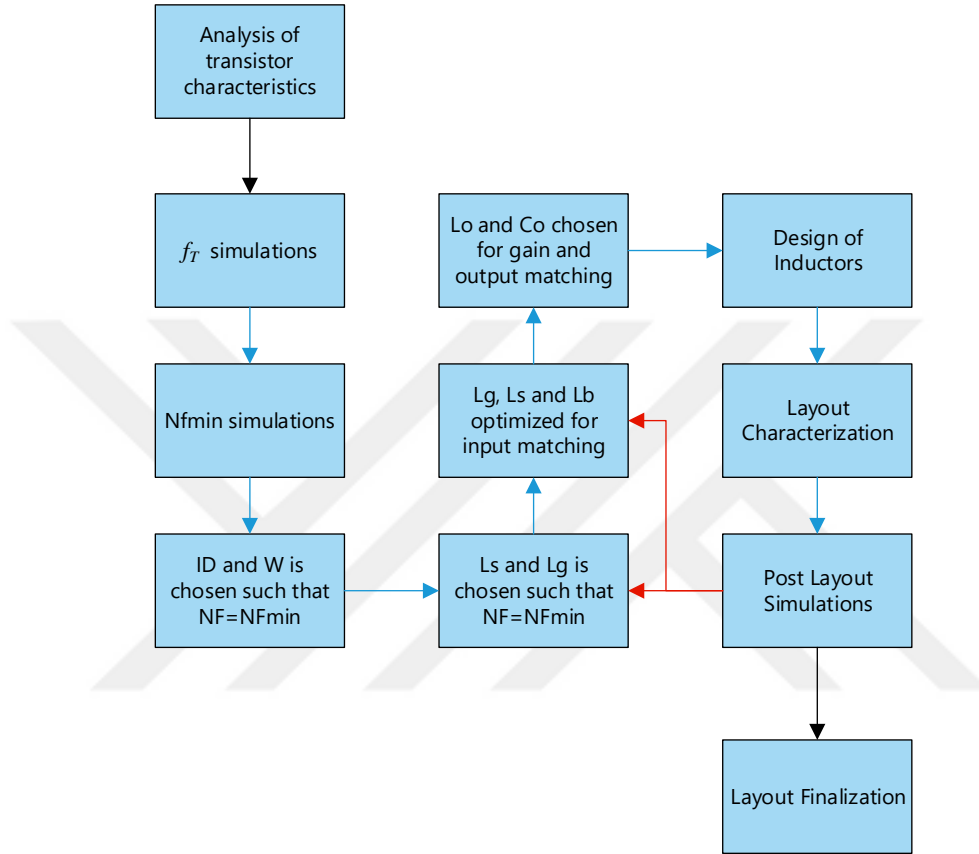 Analysis of
transistor
characteristics
f_T simulations
Nfmin simulations
ID and W is
chosen such that
NF=NFmin
Ls and Lg is
chosen such that
NF=NFmin
Lg, Ls and Lb
optimized for
input matching
Lo and Co chosen
for gain and
output matching
Design of
Inductors
Layout
Characterization
Post Layout
Simulations
Layout Finalization